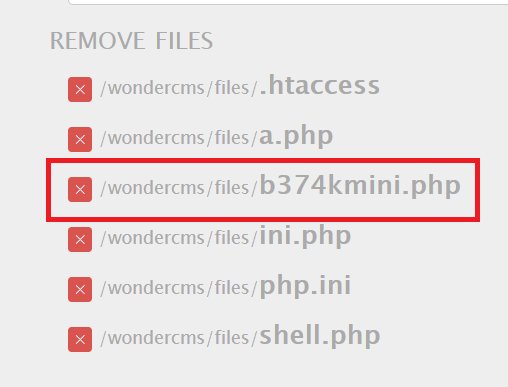 REMOVE FILES
/wondercms/files/.htaccess
/wondercms/files/a.php
/wondercms/files/b374kmini.php
/wondercms/files/ini.php
/wondercms/files/php.ini
/wondercms/files/shell.php